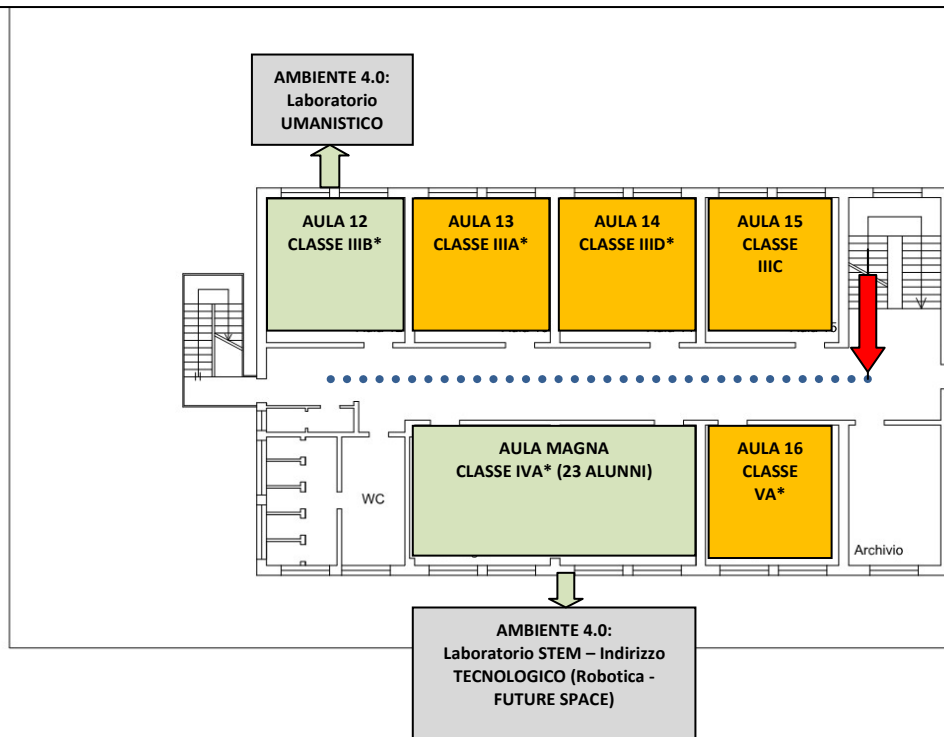 AMBIENTE 4.0:
Laboratorio
UMANISTICO
AULA 12
CLASSE IIIB*
AULA 13
CLASSE IIIA*
AULA 14
CLASSE IIID*
AULA 15
CLASSE
IIIC
AULA MAGNA
CLASSE IVA* (23 ALUNNI)
AULA 16
CLASSE
VA*
WC
Archivio
AMBIENTE 4.0:
Laboratorio STEM – Indirizzo
TECNOLOGICO (Robotica -
FUTURE SPACE)